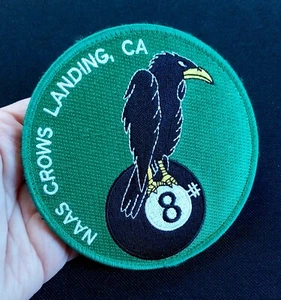 NAAS CROWS LANDING, CA
8#